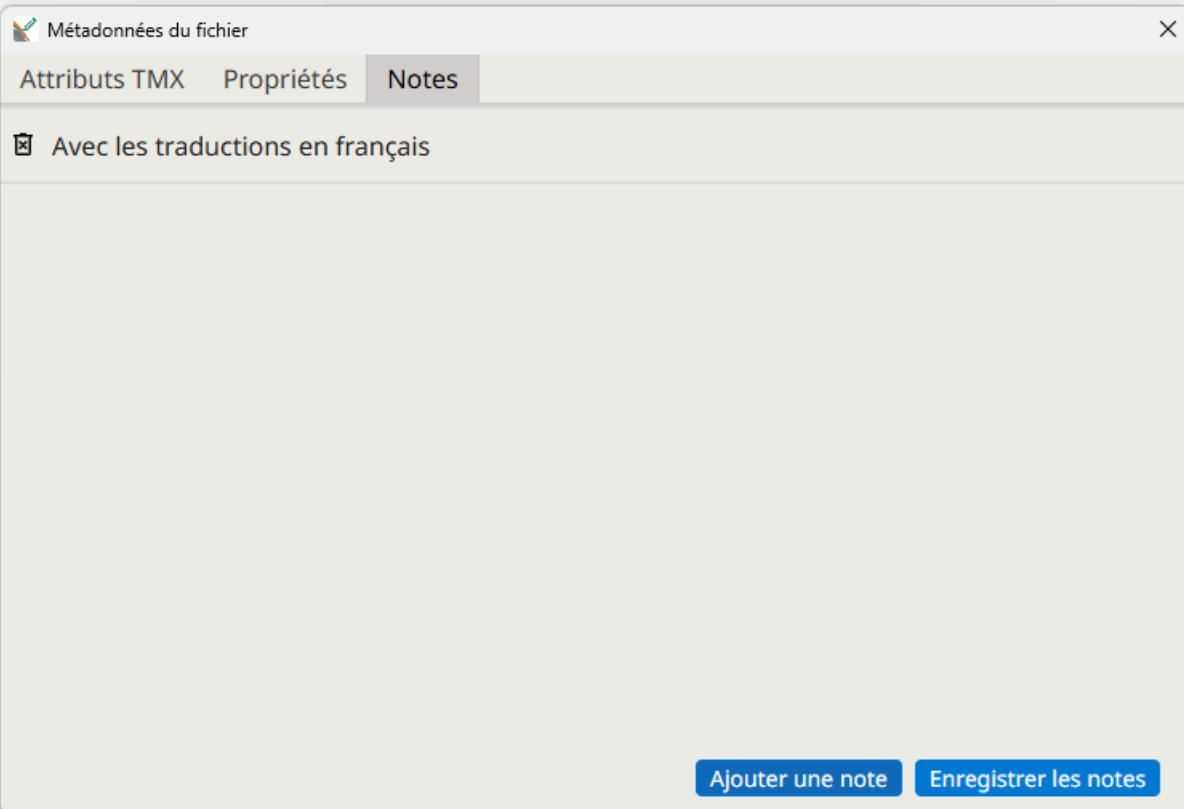 Métadonnées du fichier
Attributs TMX Propriétés Notes
Avec les traductions en français
Ajouter une note Enregistrer les notes